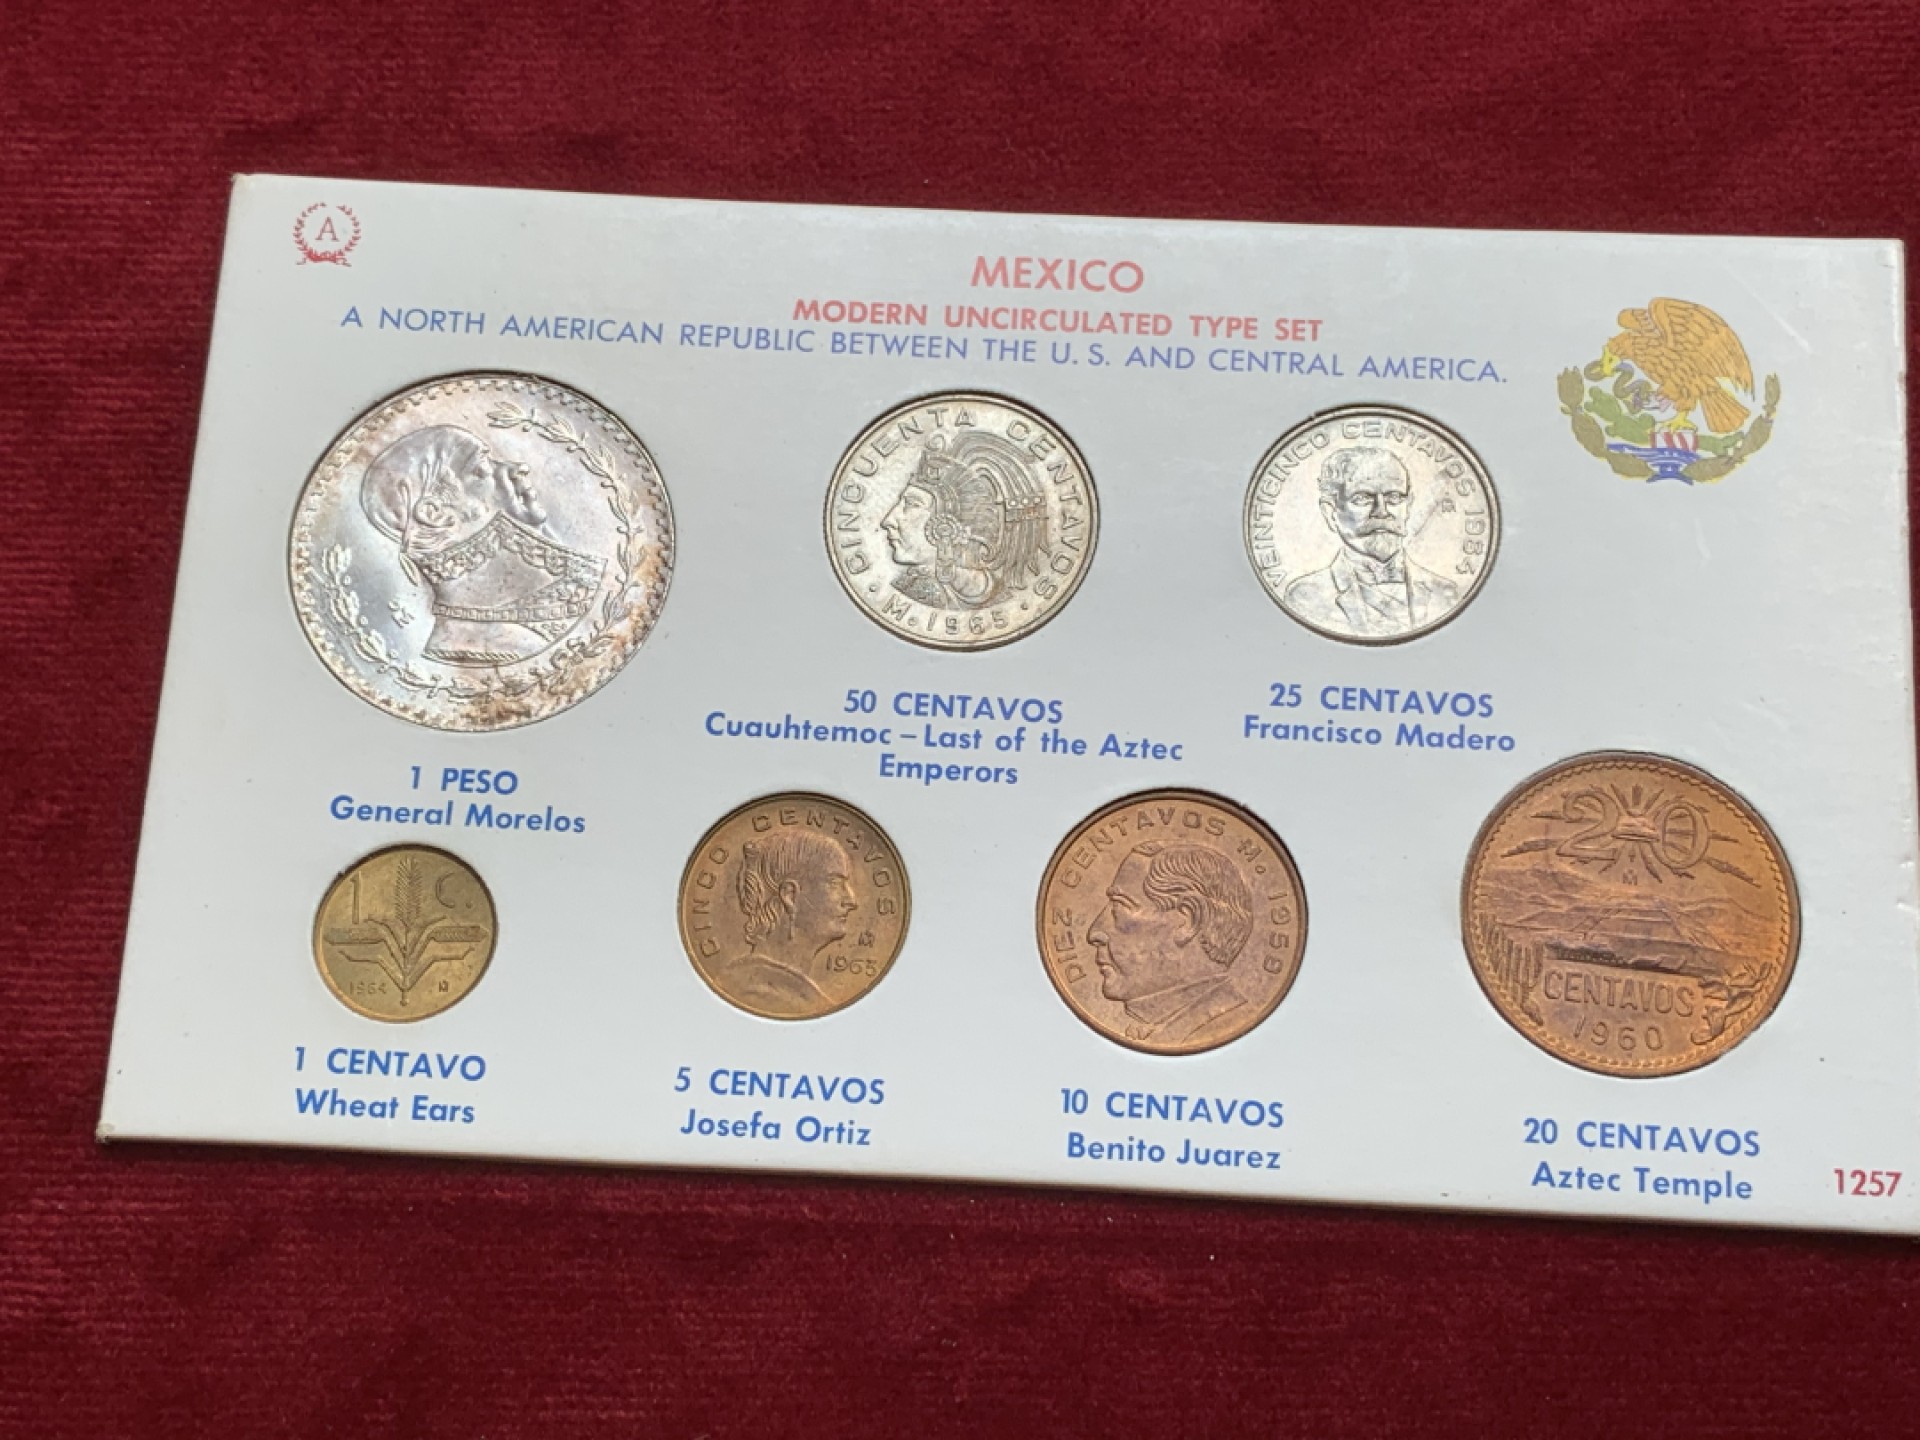 A
MEXICO
MODERN UNCIRCULATED TYPE SET
A NORTH AMERICAN REPUBLIC BETWEEN THE U.S. AND CENTRAL AMERICA.
CINCUENTA CENTAVOS
Mo 1965
VEINTICINCO CENTAVOS 1964
1 PESO
General Morelos
50 CENTAVOS
Cuauhtemoc – Last of the Aztec
Emperors
25 CENTAVOS
Francisco Madero
1 C.
1964 M
CINCO CENTAVOS
M
1963
DIEZ CENTAVOS Mo 1959
20
M
CENTAVOS
1960
1 CENTAVO
Wheat Ears
5 CENTAVOS
Josefa Ortiz
10 CENTAVOS
Benito Juarez
20 CENTAVOS
Aztec Temple
1257